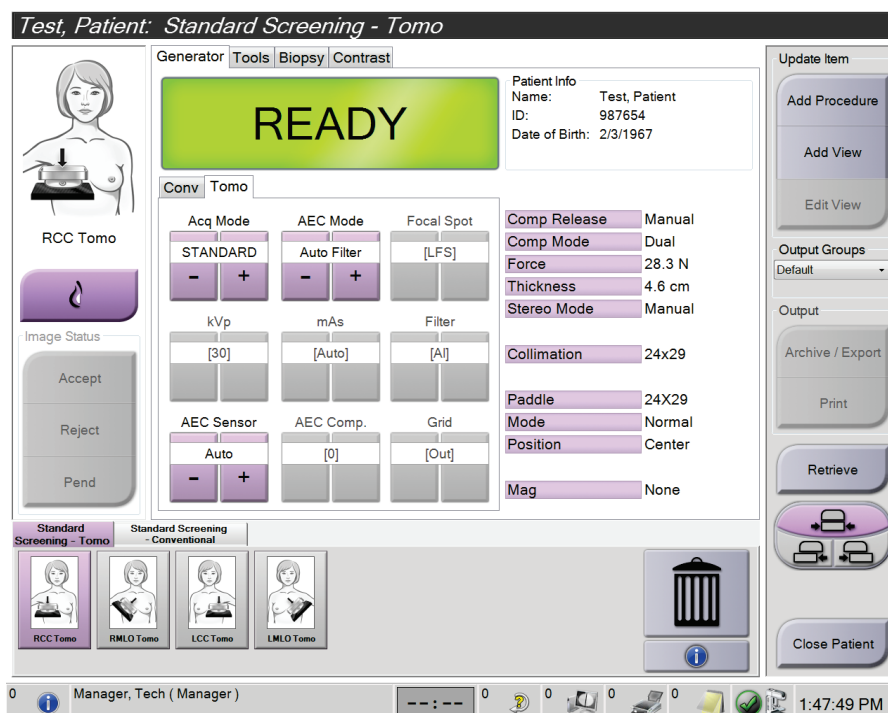 Test, Patient: Standard Screening - Tomo
Generator Tools Biopsy Contrast
READY
Patient Info
Name: Test, Patient
ID: 987654
Date of Birth: 2/3/1967
RCC Tomo
Image Status
Accept
Reject
Pend
Conv Tomo
Acq Mode AEC Mode Focal Spot
STANDARD Auto Filter [LFS]
- + - +
kVp mAs Filter
[30] [Auto] [Al]
AEC Sensor AEC Comp. Grid
Auto [0] [Out]
- +
Comp Release Manual
Comp Mode Dual
Force 28.3 N
Thickness 4.6 cm
Stereo Mode Manual
Collimation 24x29
Paddle 24X29
Mode Normal
Position Center
Mag None
Update Item
Add Procedure
Add View
Edit View
Output Groups
Default
Output
Archive / Export
Print
Retrieve
Close Patient
Standard
Screening - Tomo
Standard Screening
- Conventional
RCC Tomo RMLO Tomo LCC Tomo LMLO Tomo
0 Manager, Tech ( Manager ) --:-- 0 0 0 0 1:47:49 PM